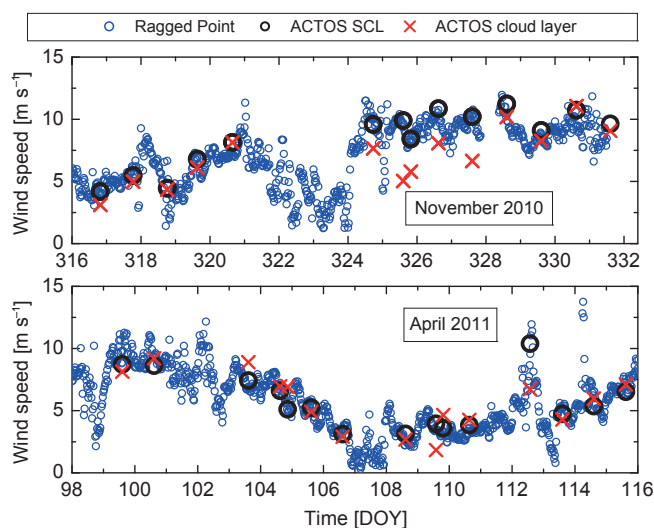 Ragged Point ACTOS SCL ACTOS cloud layer
Wind speed [m s⁻¹]
15
10
5
0
November 2010
316 318 320 322 324 326 328 330 332
Wind speed [m s⁻¹]
15
10
5
0
April 2011
98 100 102 104 106 108 110 112 114 116
Time [DOY]